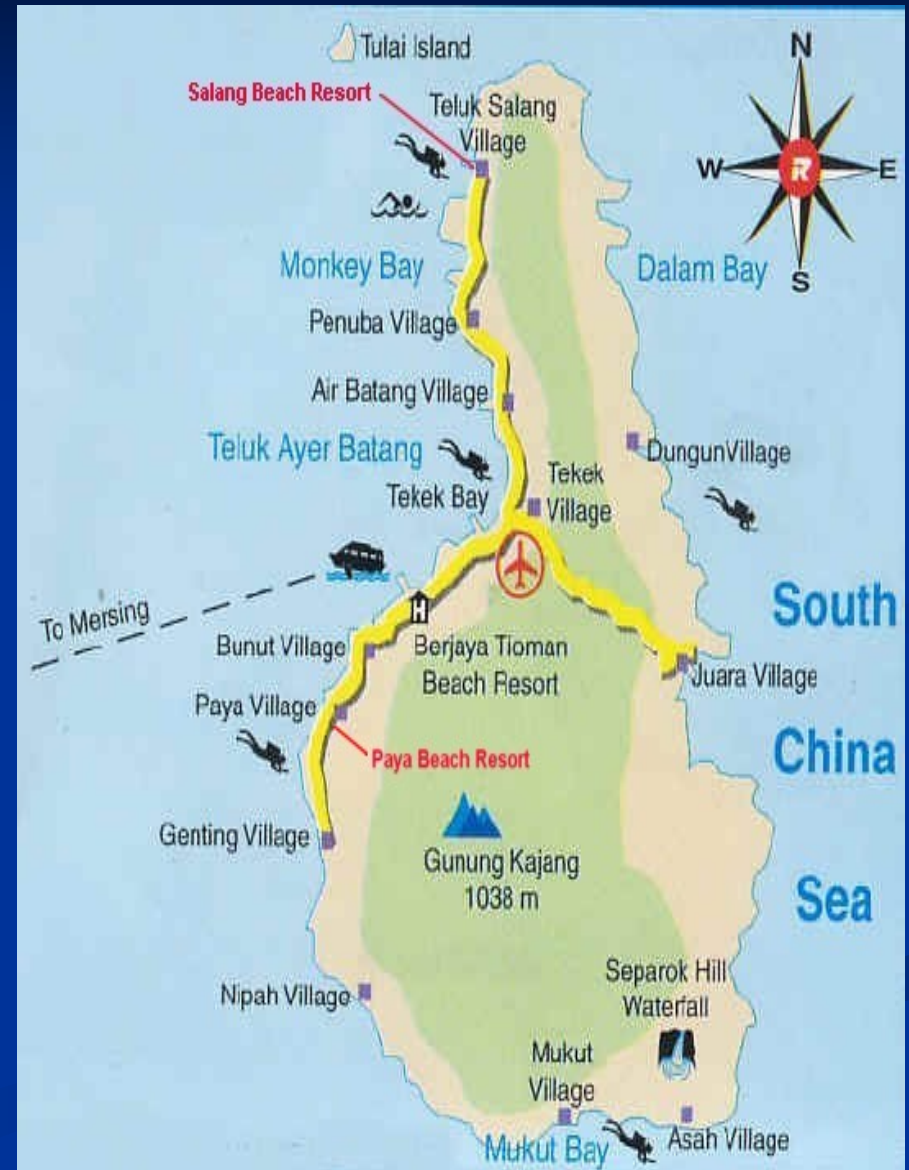 Tulai Island
N
Salang Beach Resort
Teluk Salang
Village
W
R
E
S
Monkey Bay
Dalam Bay
Penuba Village
Air Batang Village
Teluk Ayer Batang
DungunVillage
Tekek Bay
Tekek
Village
To Mersing
South
H
Bunut Village
Berjaya Tioman
Beach Resort
Juara Village
Paya Village
China
Paya Beach Resort
Genting Village
Gunung Kajang
1038 m
Sea
Separok Hill
Waterfall
Nipah Village
Mukut
Village
Mukut Bay
Asah Village